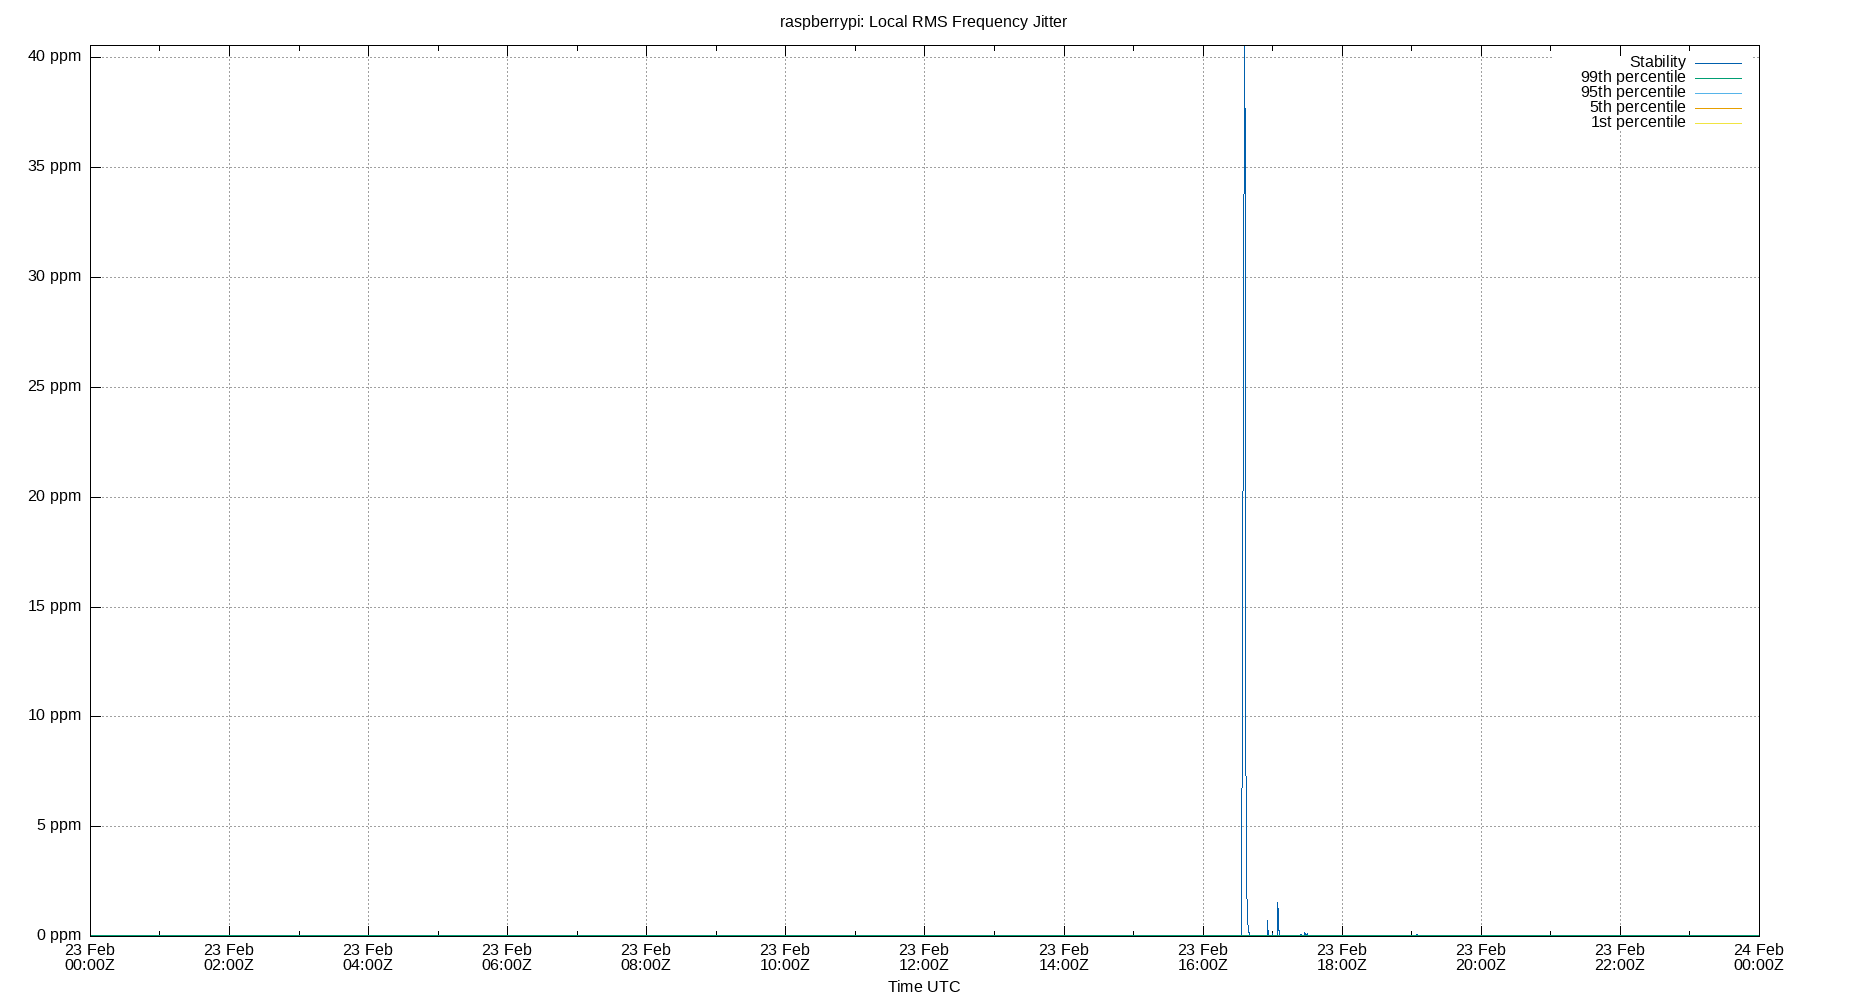 raspberrypi: Local RMS Frequency Jitter
40 ppm
35 ppm
30 ppm
25 ppm
20 ppm
15 ppm
10 ppm
5 ppm
0 ppm
Stability
99th percentile
95th percentile
5th percentile
1st percentile
23 Feb 23 Feb 23 Feb 23 Feb 23 Feb 23 Feb 23 Feb 23 Feb 23 Feb 23 Feb 23 Feb 23 Feb 24 Feb
00:00Z 02:00Z 04:00Z 06:00Z 08:00Z 10:00Z 12:00Z 14:00Z 16:00Z 18:00Z 20:00Z 22:00Z 00:00Z
Time UTC